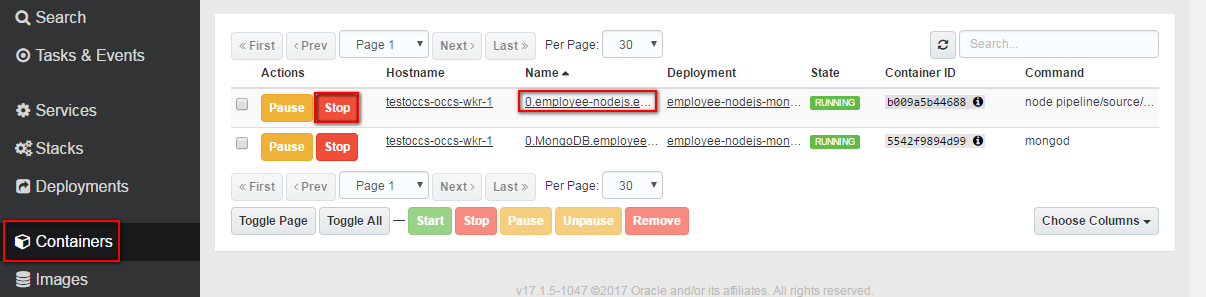 Search
Tasks & Events
Services
Stacks
Deployments
Containers
Images
« First ‹ Prev Page 1 Next › Last » Per Page: 30 Search...
Actions Hostname Name Deployment State Container ID Command
Pause Stop testoccs-occs-wkr-1 0.employee-nodejs.e... employee-nodejs-mon... RUNNING b009a5b44688 node pipeline/source/...
Pause Stop testoccs-occs-wkr-1 0.MongoDB.employee... employee-nodejs-mon... RUNNING 5542f9894d99 mongod
« First ‹ Prev Page 1 Next › Last » Per Page: 30
Toggle Page Toggle All — Start Stop Pause Unpause Remove Choose Columns
v17.1.5-1047 ©2017 Oracle and/or its affiliates. All rights reserved.